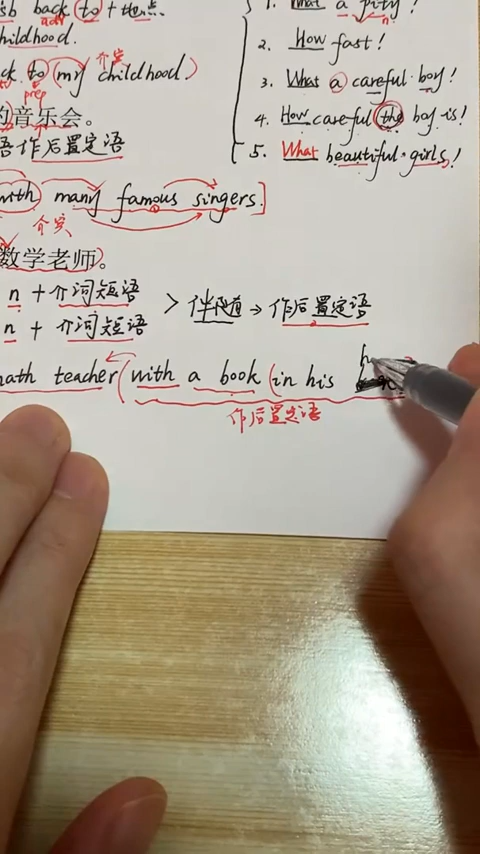 sb back to + 地点
childhood.
ck to (my childhood)
adv
prep
介宾
的音乐会。
语作后置定语
with many famous singers.]
介宾
数学老师)。
n + 介词短语
n + 介词短语
> 伴随 → 作后置定语
math teacher (with a book (in his h
作后置定语
1. What a pity!
n.
2. How fast!
3. What a careful boy!
4. How careful the boy is!
5. What beautiful girls!